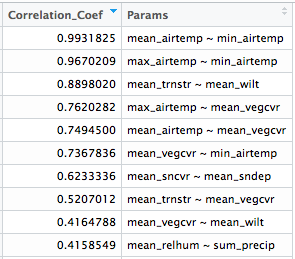 Correlation_Coef Params
0.9931825 mean_airtemp ~ min_airtemp
0.9670209 max_airtemp ~ min_airtemp
0.8898020 mean_trnstr ~ mean_wilt
0.7620282 max_airtemp ~ mean_vegcvr
0.7494500 mean_airtemp ~ mean_vegcvr
0.7367836 mean_vegcvr ~ min_airtemp
0.6233336 mean_sncvr ~ mean_sndep
0.5207012 mean_trnstr ~ mean_vegcvr
0.4164788 mean_vegcvr ~ mean_wilt
0.4158549 mean_relhum ~ sum_precip